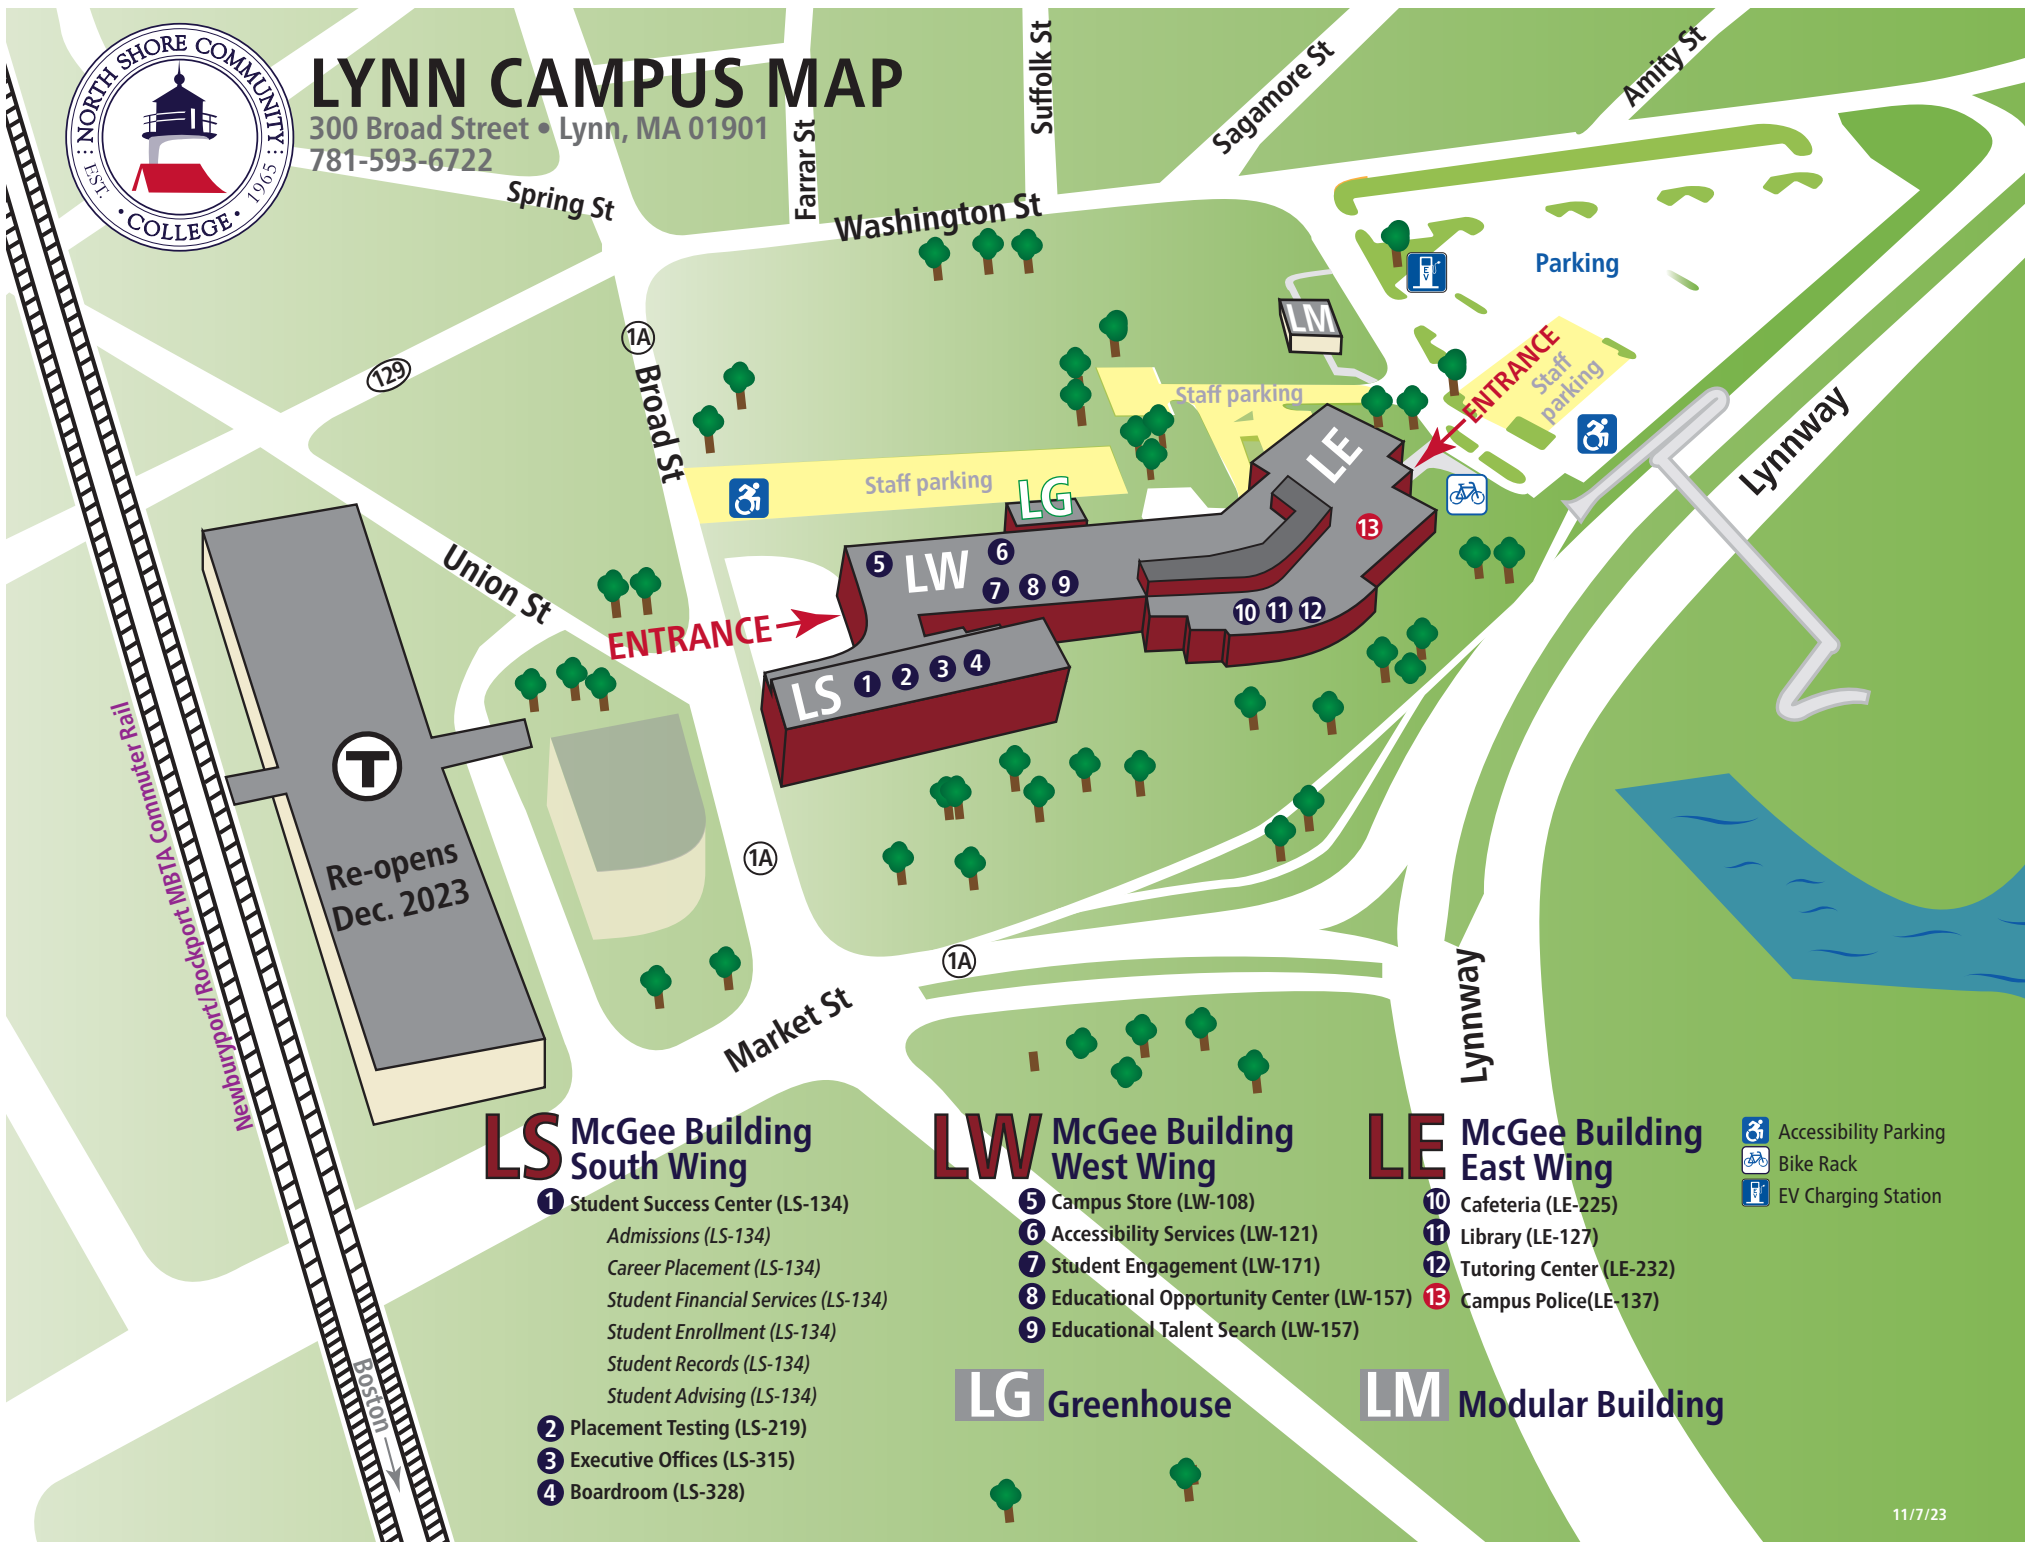 NORTH SHORE COMMUNITY
COLLEGE
EST. 1965
LYNN CAMPUS MAP
300 Broad Street • Lynn, MA 01901
781-593-6722
Spring St
Farrar St
Washington St
Suffolk St
Sagamore St
Amity St
Parking
EV
LM
129
1A
Broad St
Staff parking
ENTRANCE
Staff
parking
Lynnway
Staff parking
LG
LE
13
5
LW
6
7 8 9
10 11 12
Union St
ENTRANCE
LS
1 2 3 4
T
Re-opens
Dec. 2023
Newburyport/Rockport MBTA Commuter Rail
1A
1A
Market St
Lynnway
Boston
LS McGee Building
South Wing
1 Student Success Center (LS-134)
Admissions (LS-134)
Career Placement (LS-134)
Student Financial Services (LS-134)
Student Enrollment (LS-134)
Student Records (LS-134)
Student Advising (LS-134)
2 Placement Testing (LS-219)
3 Executive Offices (LS-315)
4 Boardroom (LS-328)
LW McGee Building
West Wing
5 Campus Store (LW-108)
6 Accessibility Services (LW-121)
7 Student Engagement (LW-171)
8 Educational Opportunity Center (LW-157)
9 Educational Talent Search (LW-157)
LG Greenhouse
LE McGee Building
East Wing
10 Cafeteria (LE-225)
11 Library (LE-127)
12 Tutoring Center (LE-232)
13 Campus Police(LE-137)
LM Modular Building
Accessibility Parking
Bike Rack
EV Charging Station
11/7/23